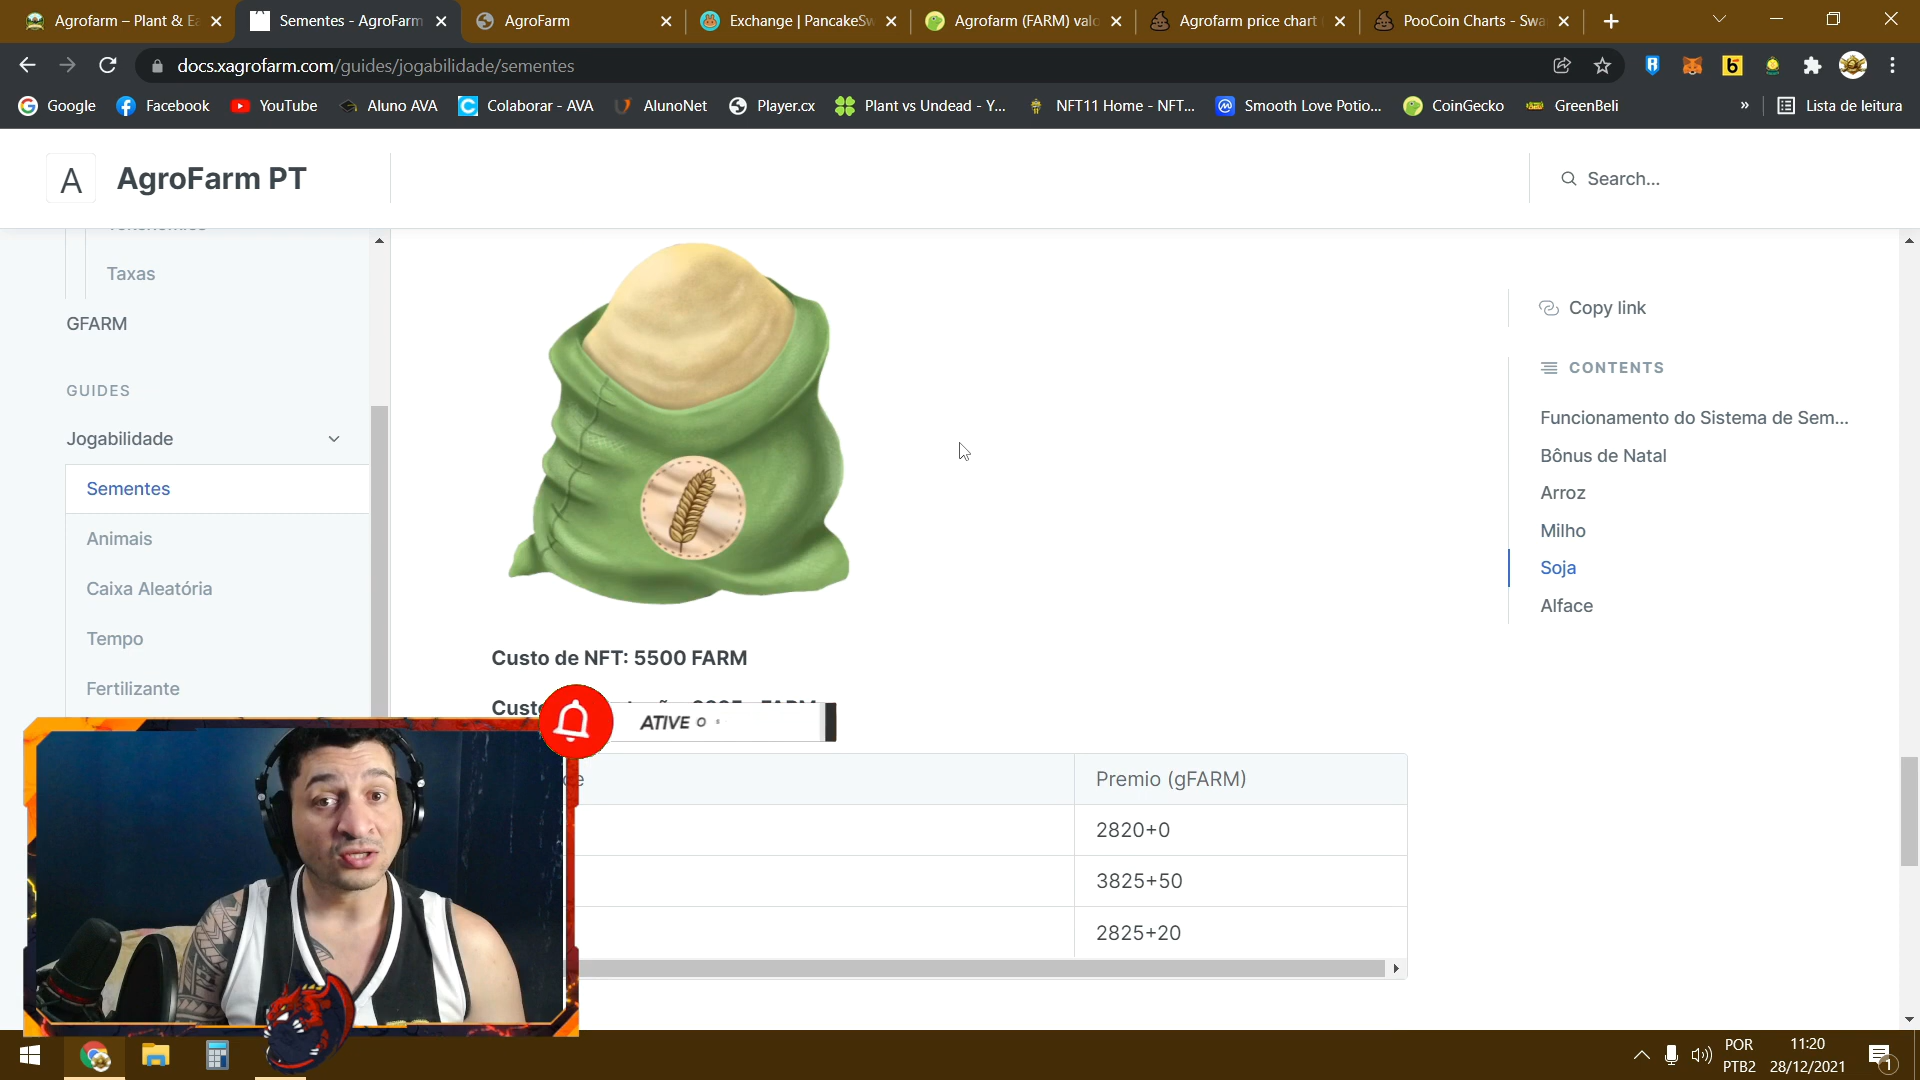 Agrofarm – Plant & Ea
Sementes - AgroFarm
AgroFarm
Exchange | PancakeSw
Agrofarm (FARM) valo
Agrofarm price chart
PooCoin Charts - Swa
docs.xagrofarm.com/guides/jogabilidade/sementes
Google
Facebook
YouTube
Aluno AVA
Colaborar - AVA
AlunoNet
Player.cx
Plant vs Undead - Y...
NFT11 Home - NFT...
Smooth Love Potio...
CoinGecko
GreenBeli
»
Lista de leitura
A
AgroFarm PT
Search...
Taxas
GFARM
GUIDES
Jogabilidade
Sementes
Animais
Caixa Aleatória
Tempo
Fertilizante
Copy link
CONTENTS
Funcionamento do Sistema de Sem...
Bônus de Natal
Arroz
Milho
Soja
Alface
Custo de NFT: 5500 FARM
ATIVE O
Premio (gFARM)
2820+0
3825+50
2825+20
POR
PTB2
11:20
28/12/2021
1